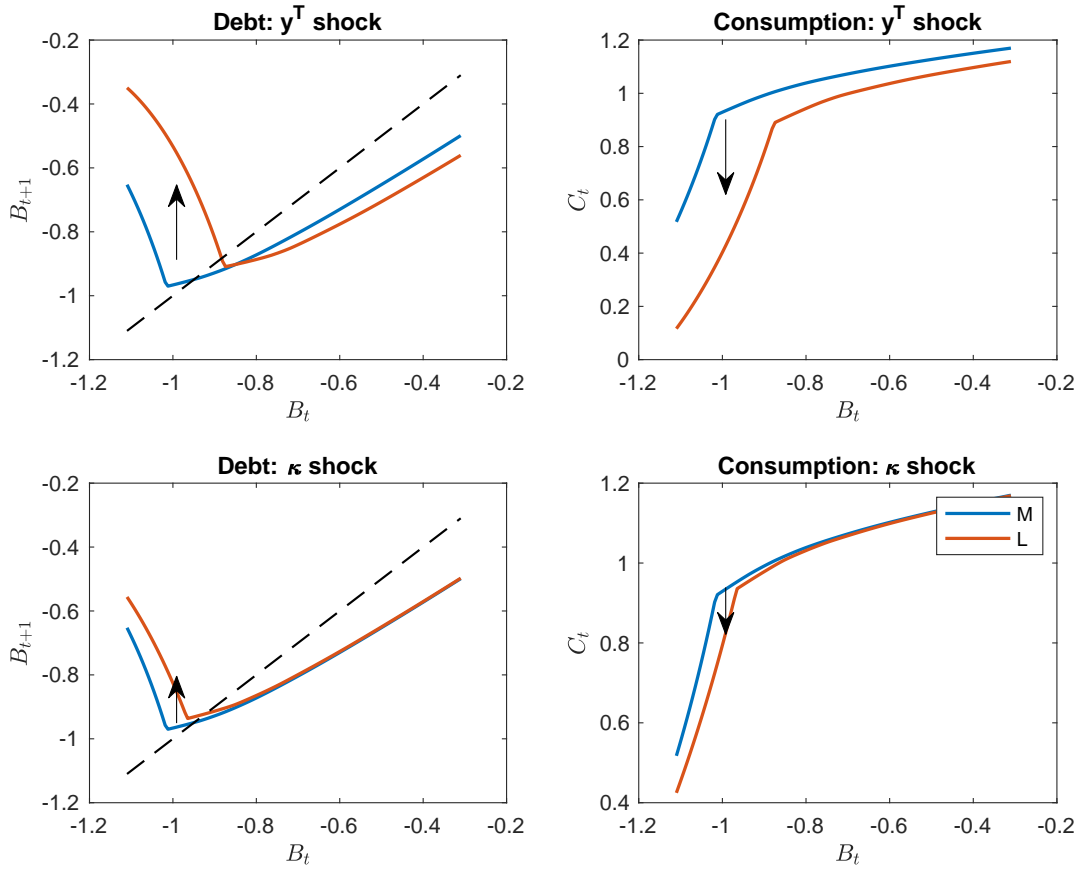 Debt: y^T shock
-0.2
-0.4
-0.6
-0.8
-1
-1.2
B_{t+1}
-1.2 -1 -0.8 -0.6 -0.4 -0.2
B_t
Consumption: y^T shock
1.2
1
0.8
0.6
0.4
0.2
0
C_t
-1.2 -1 -0.8 -0.6 -0.4 -0.2
B_t
Debt: κ shock
-0.2
-0.4
-0.6
-0.8
-1
-1.2
B_{t+1}
-1.2 -1 -0.8 -0.6 -0.4 -0.2
B_t
Consumption: κ shock
1.2
1
0.8
0.6
0.4
C_t
M
L
-1.2 -1 -0.8 -0.6 -0.4 -0.2
B_t